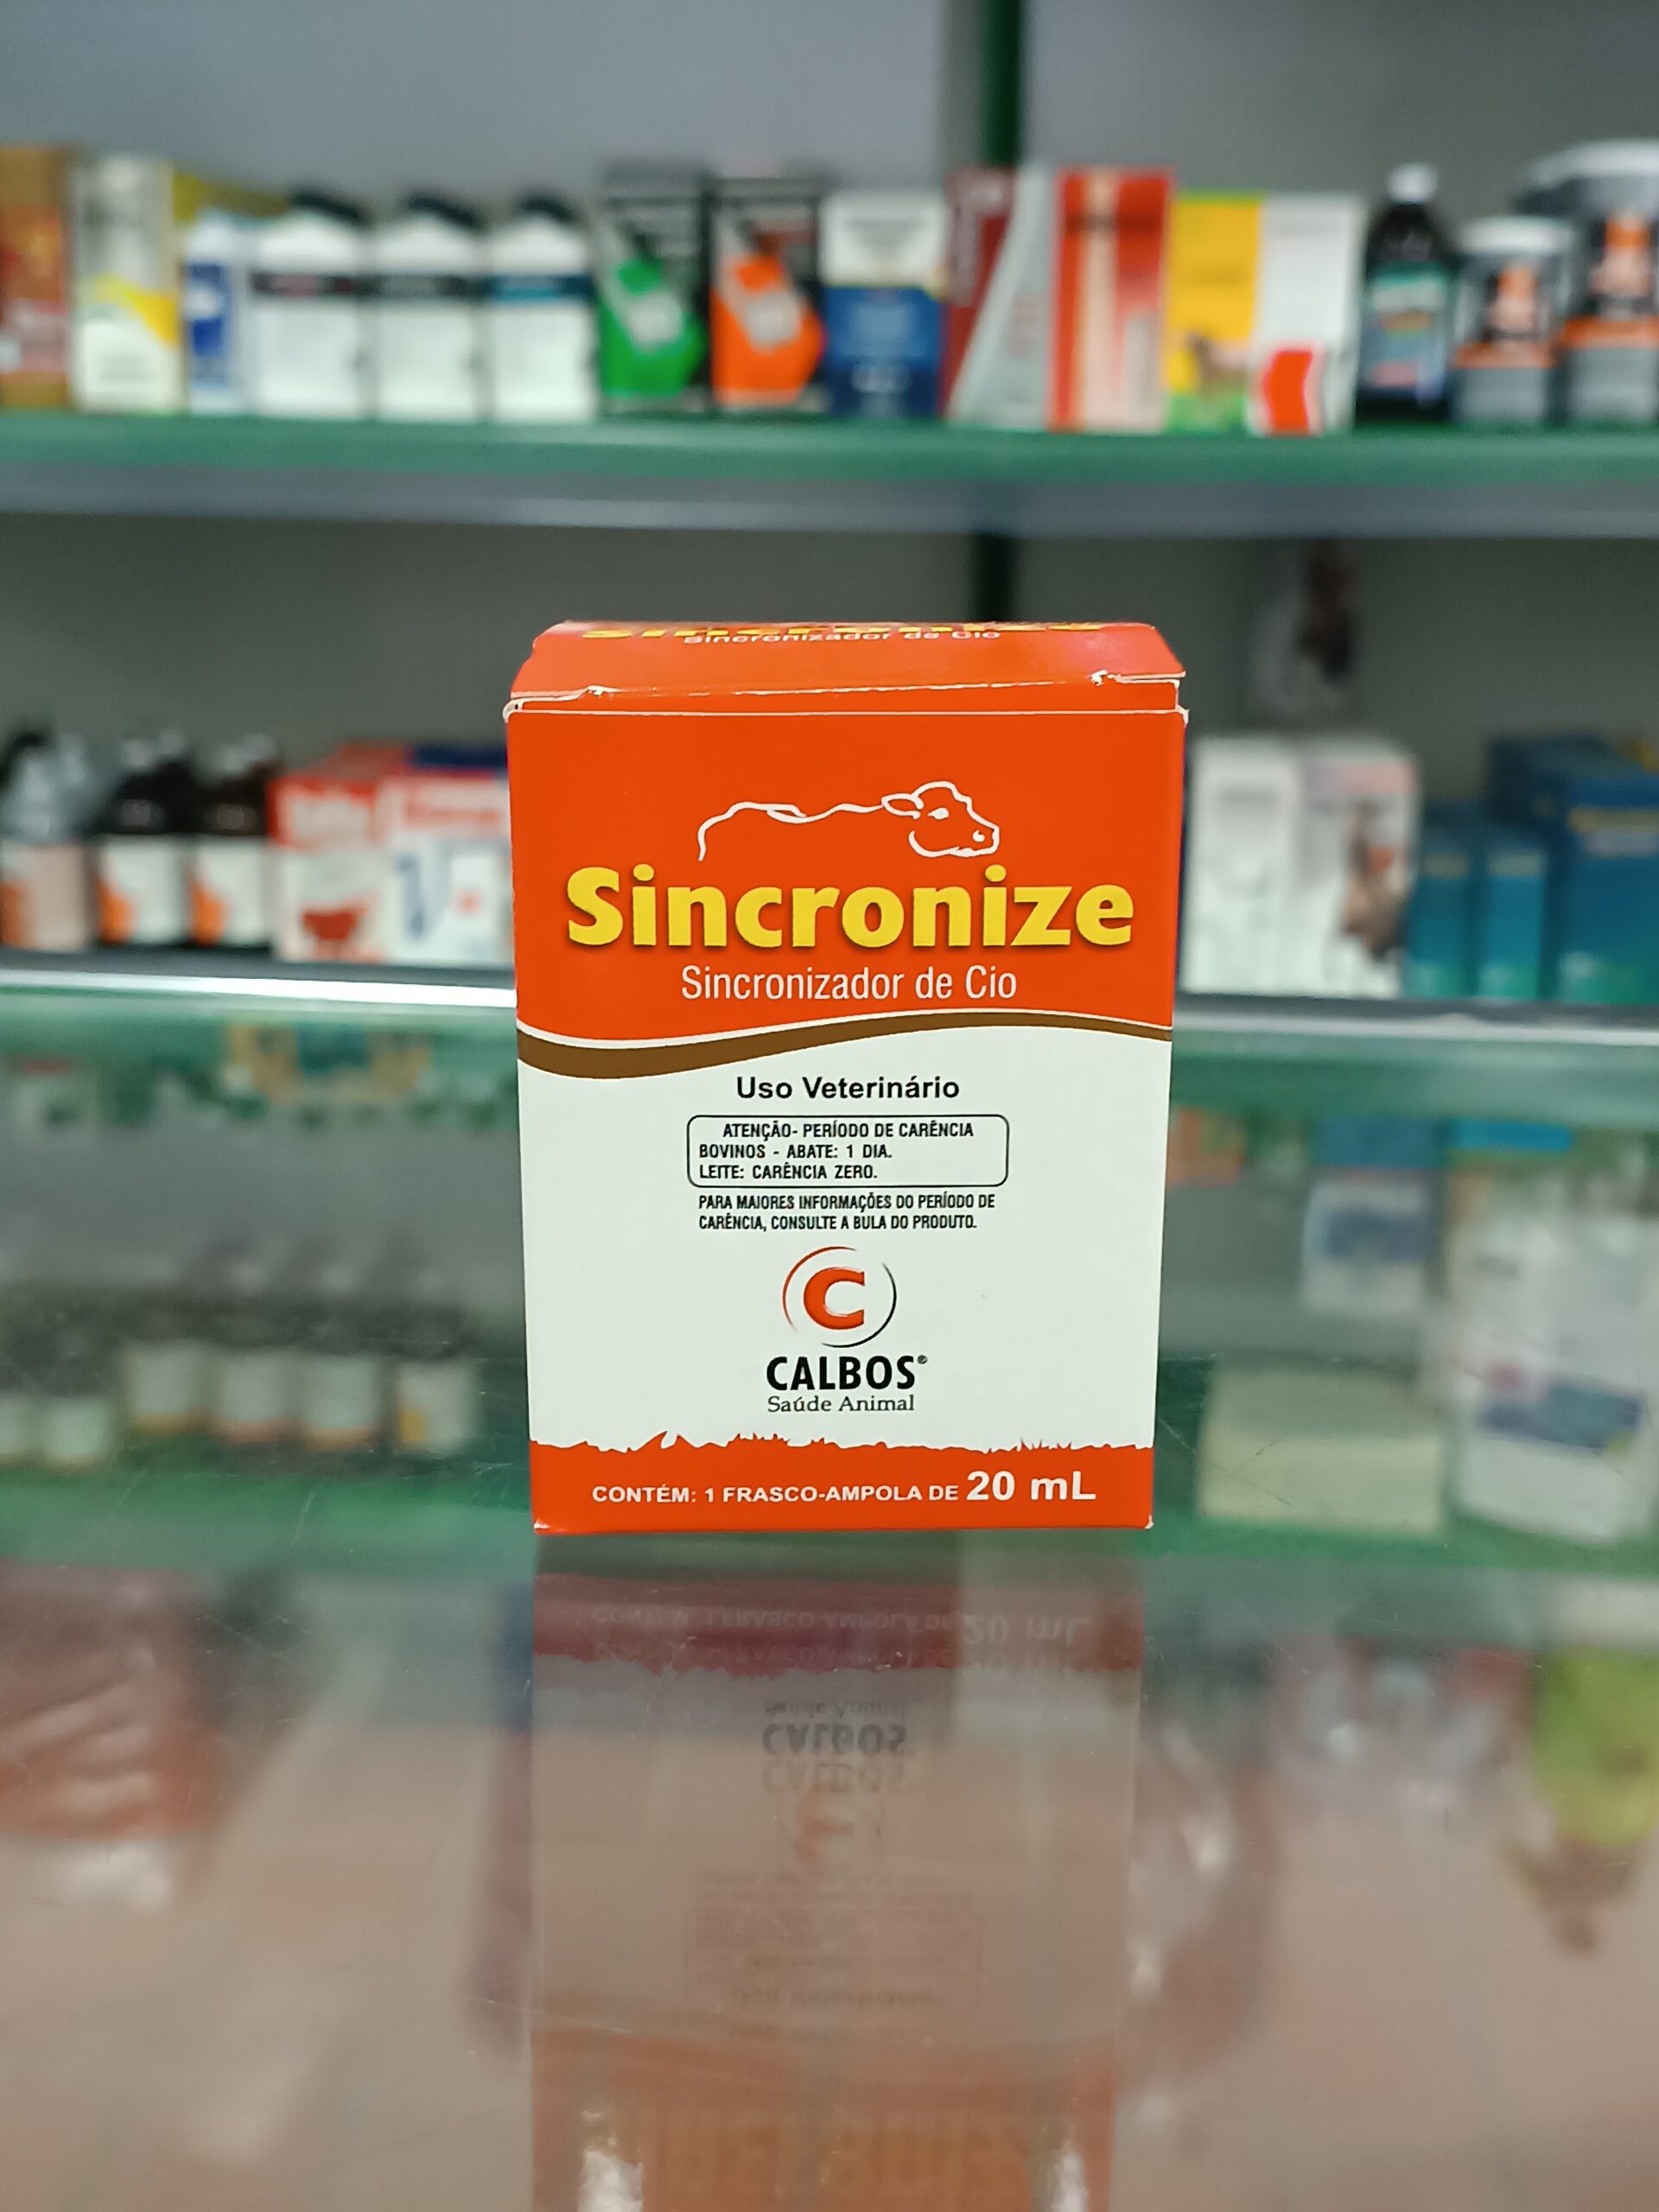 Sincronizador de Cio
Sincronize
Sincronizador de Cio
Uso Veterinário
ATENÇÃO- PERÍODO DE CARÊNCIA
BOVINOS - ABATE: 1 DIA.
LEITE: CARÊNCIA ZERO.
PARA MAIORES INFORMAÇÕES DO PERÍODO DE
CARÊNCIA, CONSULTE A BULA DO PRODUTO.
C
CALBOS®
Saúde Animal
CONTÉM: 1 FRASCO-AMPOLA DE 20 mL